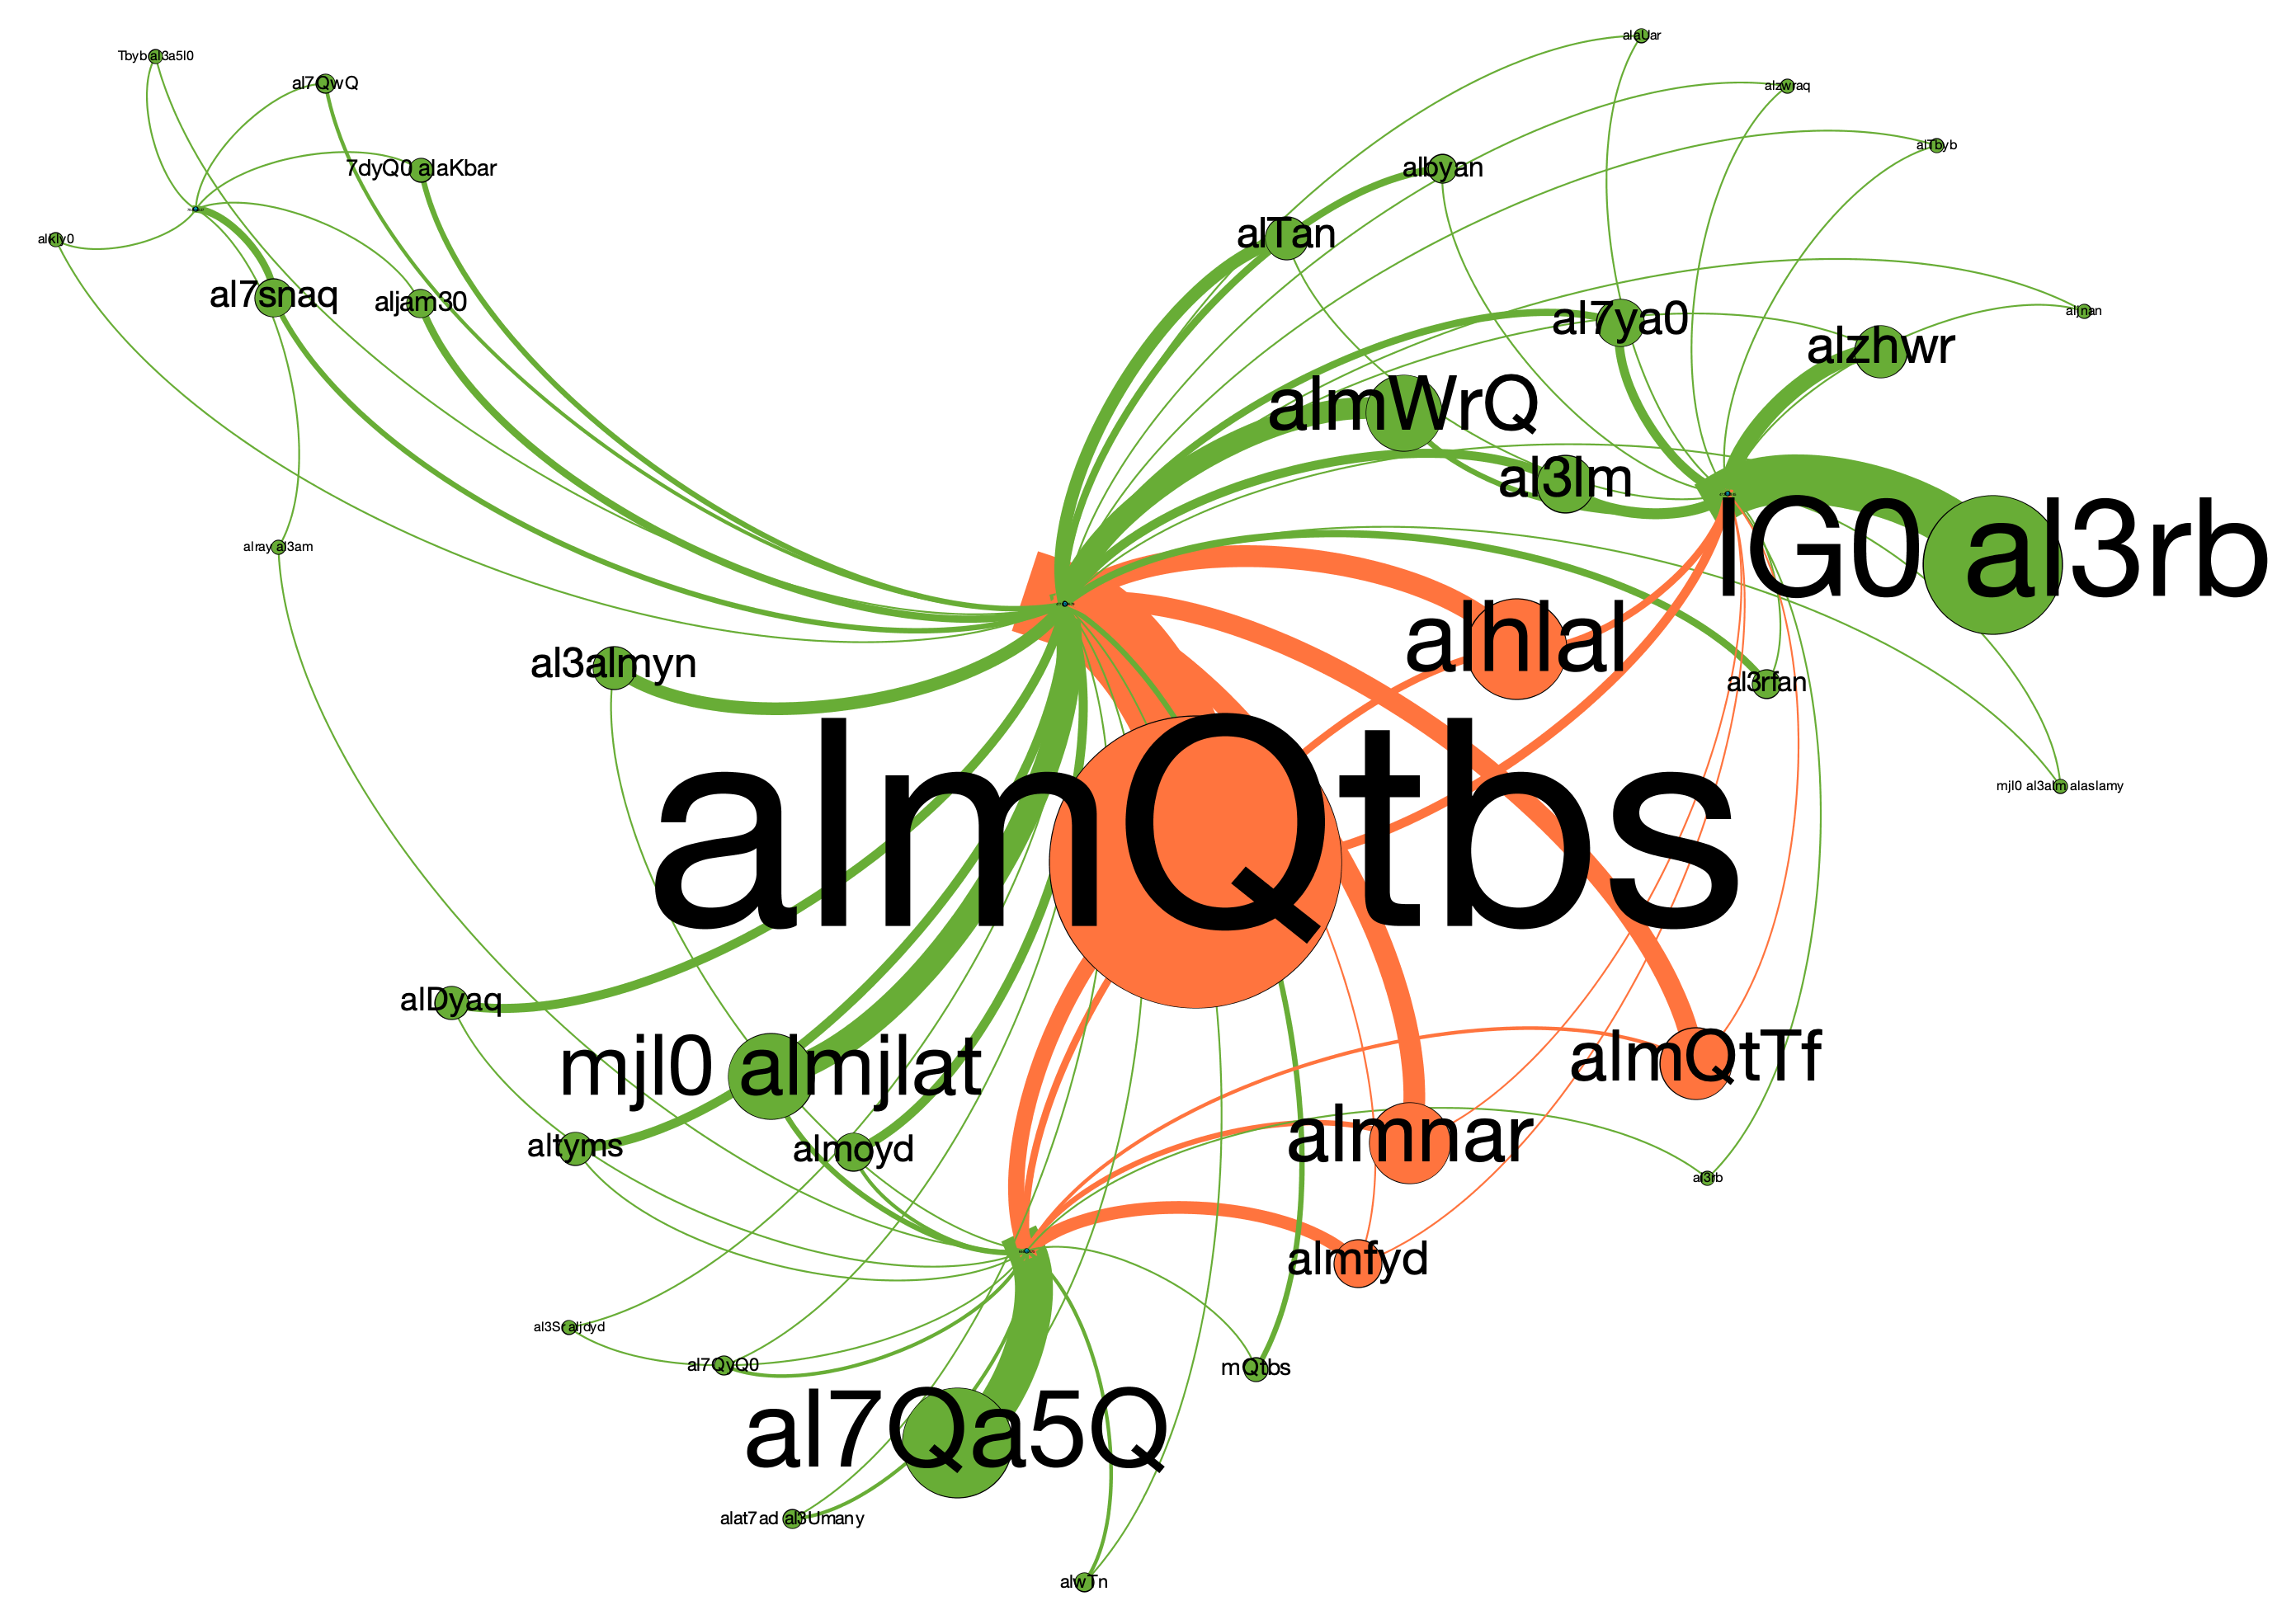 alaUar
Tbyb al3a5l0
al7QwQ
alzwraq
alTbyb
7dyQ0 alaKbar
albyan
alkly0
alTan
al7snaq
aljam30
al7ya0
aljnan
alzhwr
almWrQ
al3lm
alray al3am
lG0 al3rb
alhlal
al3almyn
al3rfan
mjl0 al3alm alaslamy
almQtbs
alDyaq
mjl0 almjlat
almQtTf
altyms
almoyd
almnar
al3rb
almfyd
al3Sr aljdyd
al7QyQ0
mQtbs
al7Qa5Q
alat7ad al3Umany
alwTn